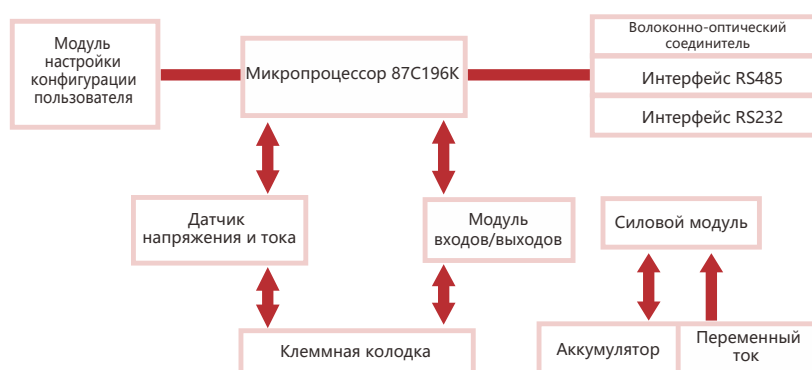 Модуль
настройки
конфигурации
пользователя
Микропроцессор 87C196К
Волоконно-оптический
соединитель
Интерфейс RS485
Интерфейс RS232
Датчик
напряжения и тока
Модуль
входов/выходов
Силовой модуль
Клеммная колодка
Аккумулятор
Переменный
ток